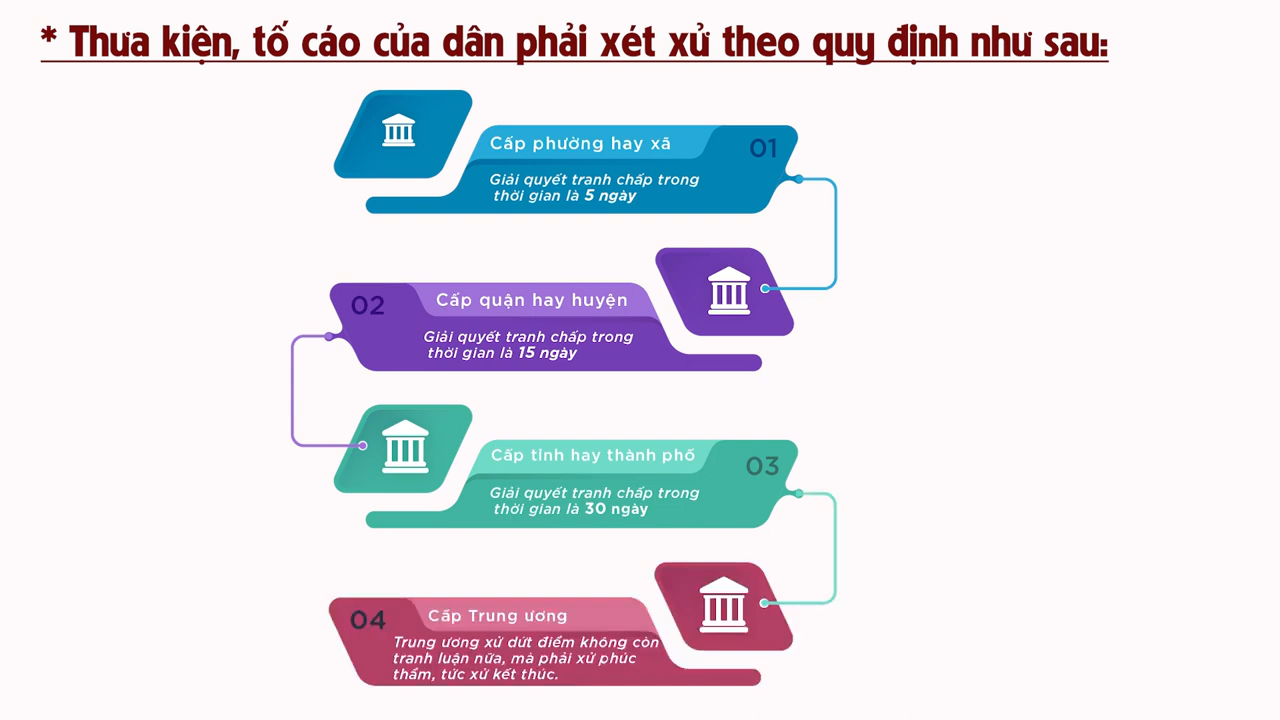 * Thưa kiện, tố cáo của dân phải xét xử theo quy định như sau:
Cấp phường hay xã
01
Giải quyết tranh chấp trong
thời gian là 5 ngày
02
Cấp quận hay huyện
Giải quyết tranh chấp trong
thời gian là 15 ngày
Cấp tỉnh hay thành phố
03
Giải quyết tranh chấp trong
thời gian là 30 ngày
04
Cấp Trung ương
Trung ương xử dứt điểm không còn
tranh luận nữa, mà phải xử phúc
thẩm, tức xử kết thúc.